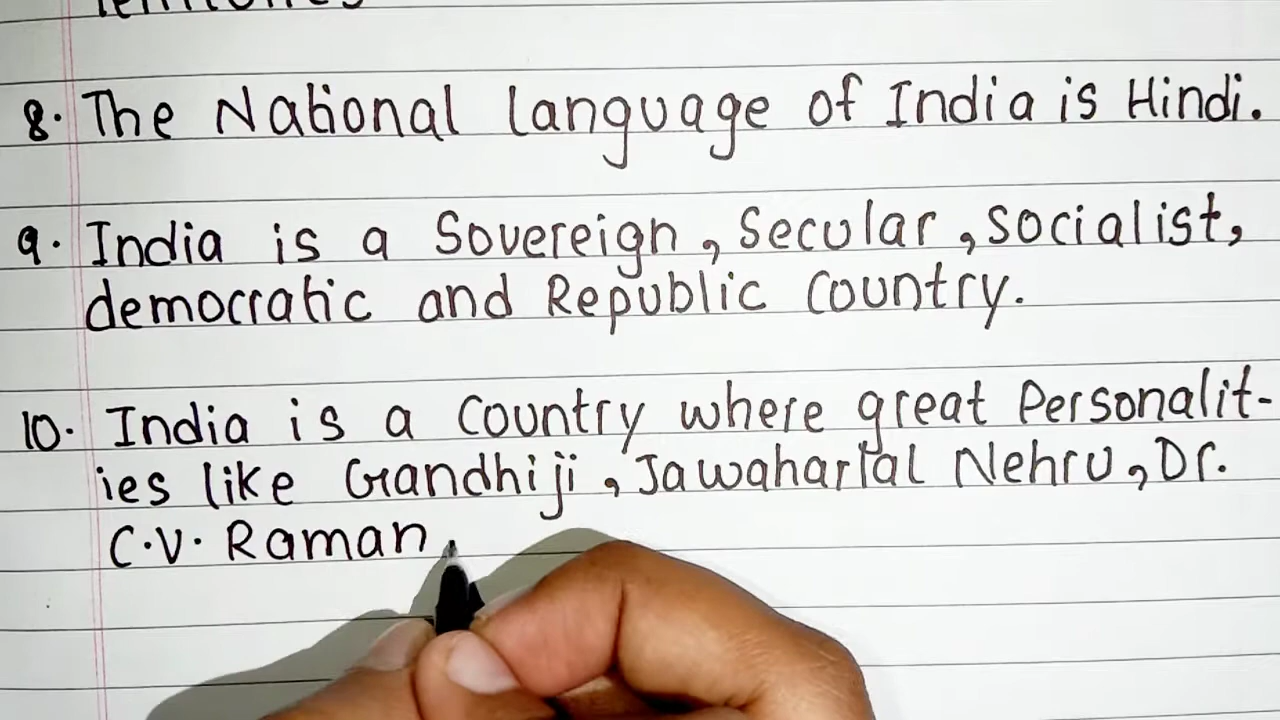 territories
8. The National language of India is Hindi.
9. India is a Sovereign, Secular, socialist,
democratic and Republic Country.
10. India is a Country where great Personalit-
ies like Gandhiji, Jawaharlal Nehru, Dr.
C.V. Raman,